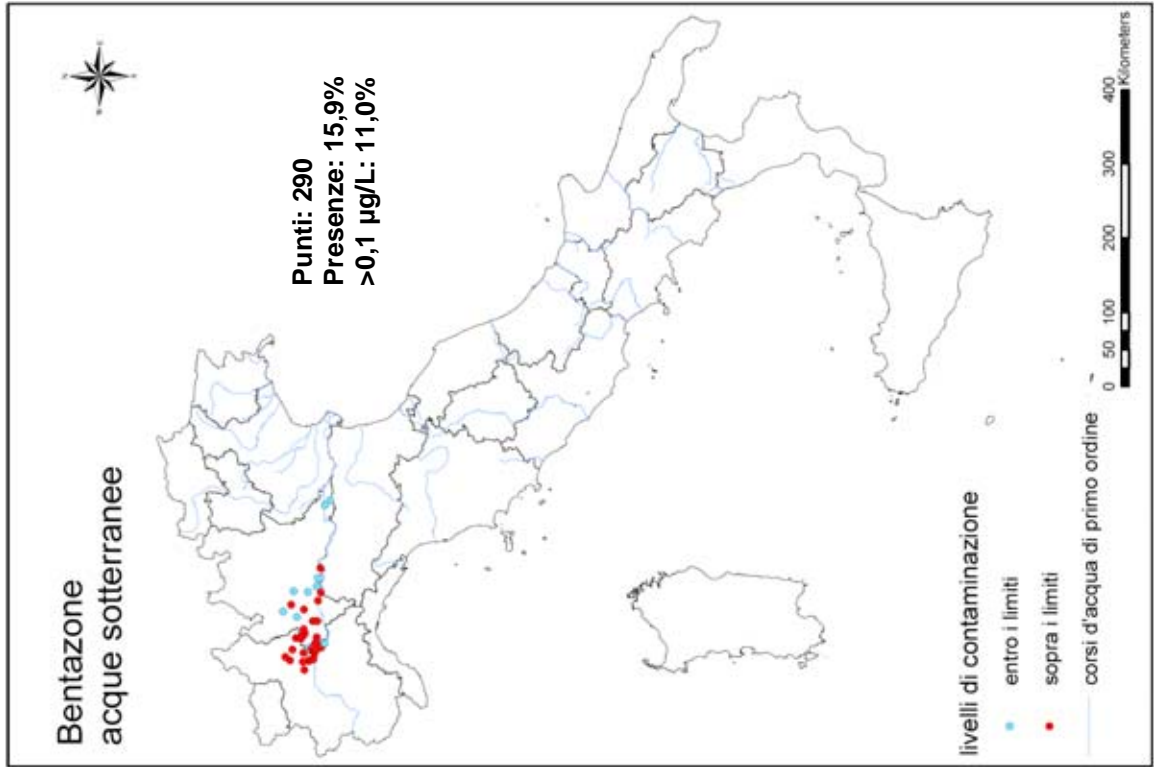 Bentazone
acque sotterranee
N
Punti: 290
Presenze: 15,9%
>0,1 µg/L: 11,0%
livelli di contaminazione
entro i limiti
sopra i limiti
corsi d'acqua di primo ordine
0 50 100 200 300 400
Kilometers